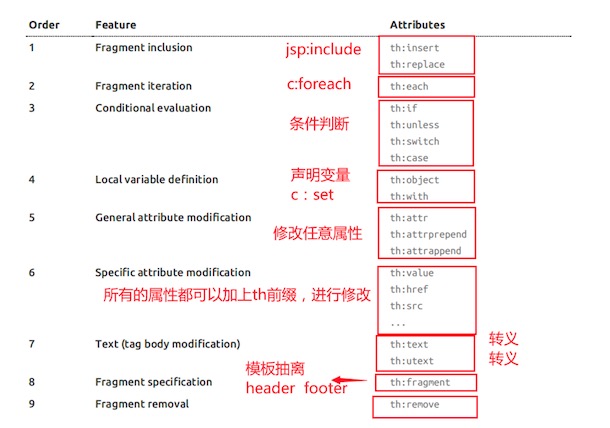 Order Feature Attributes
1 Fragment inclusion jsp:include th:insert
th:replace
2 Fragment iteration c:foreach th:each
3 Conditional evaluation th:if
条件判断 th:unless
th:switch
th:case
4 Local variable definition 声明变量 th:object
c：set th:with
5 General attribute modification th:attr
修改任意属性 th:attrprepend
th:attrappend
6 Specific attribute modification th:value
所有的属性都可以加上th前缀，进行修改 th:href
th:src
...
7 Text (tag body modification) th:text 转义
th:utext 转义
模板抽离
8 Fragment specification header footer th:fragment
9 Fragment removal th:remove